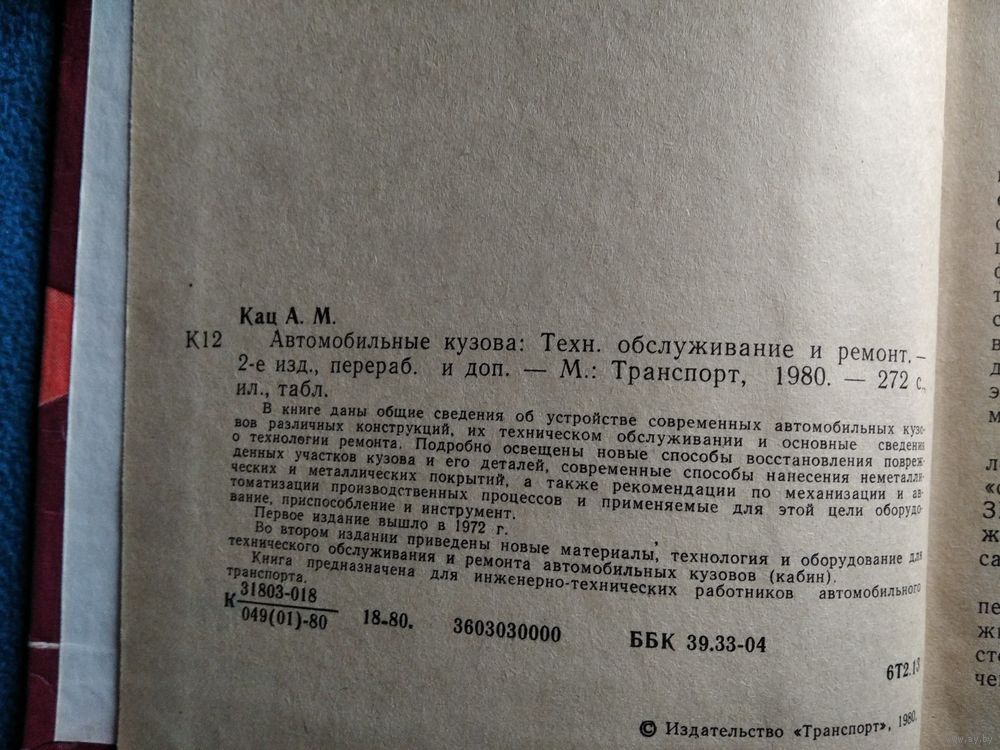 Кац А. М.
К12 Автомобильные кузова: Техн. обслуживание и ремонт.–
2-е изд., перераб. и доп. — М.: Транспорт, 1980. — 272 с.,
ил., табл.
В книге даны общие сведения об устройстве современных автомобильных кузо-
вов различных конструкций, их техническом обслуживании и основные сведения
о технологии ремонта. Подробно освещены новые способы восстановления повреж-
денных участков кузова и его деталей, современные способы нанесения неметалли-
ческих и металлических покрытий, а также рекомендации по механизации и ав-
томатизации производственных процессов и применяемые для этой цели оборудо-
вание, приспособление и инструмент.
Первое издание вышло в 1972 г.
Во втором издании приведены новые материалы, технология и оборудование для
технического обслуживания и ремонта автомобильных кузовов (кабин).
Книга предназначена для инженерно-технических работников автомобильного
транспорта.
К 31803-018
049(01)-80 18-80. 3603030000 ББК 39.33-04
6Т2.13
© Издательство «Транспорт», 1980.
www.ay.by